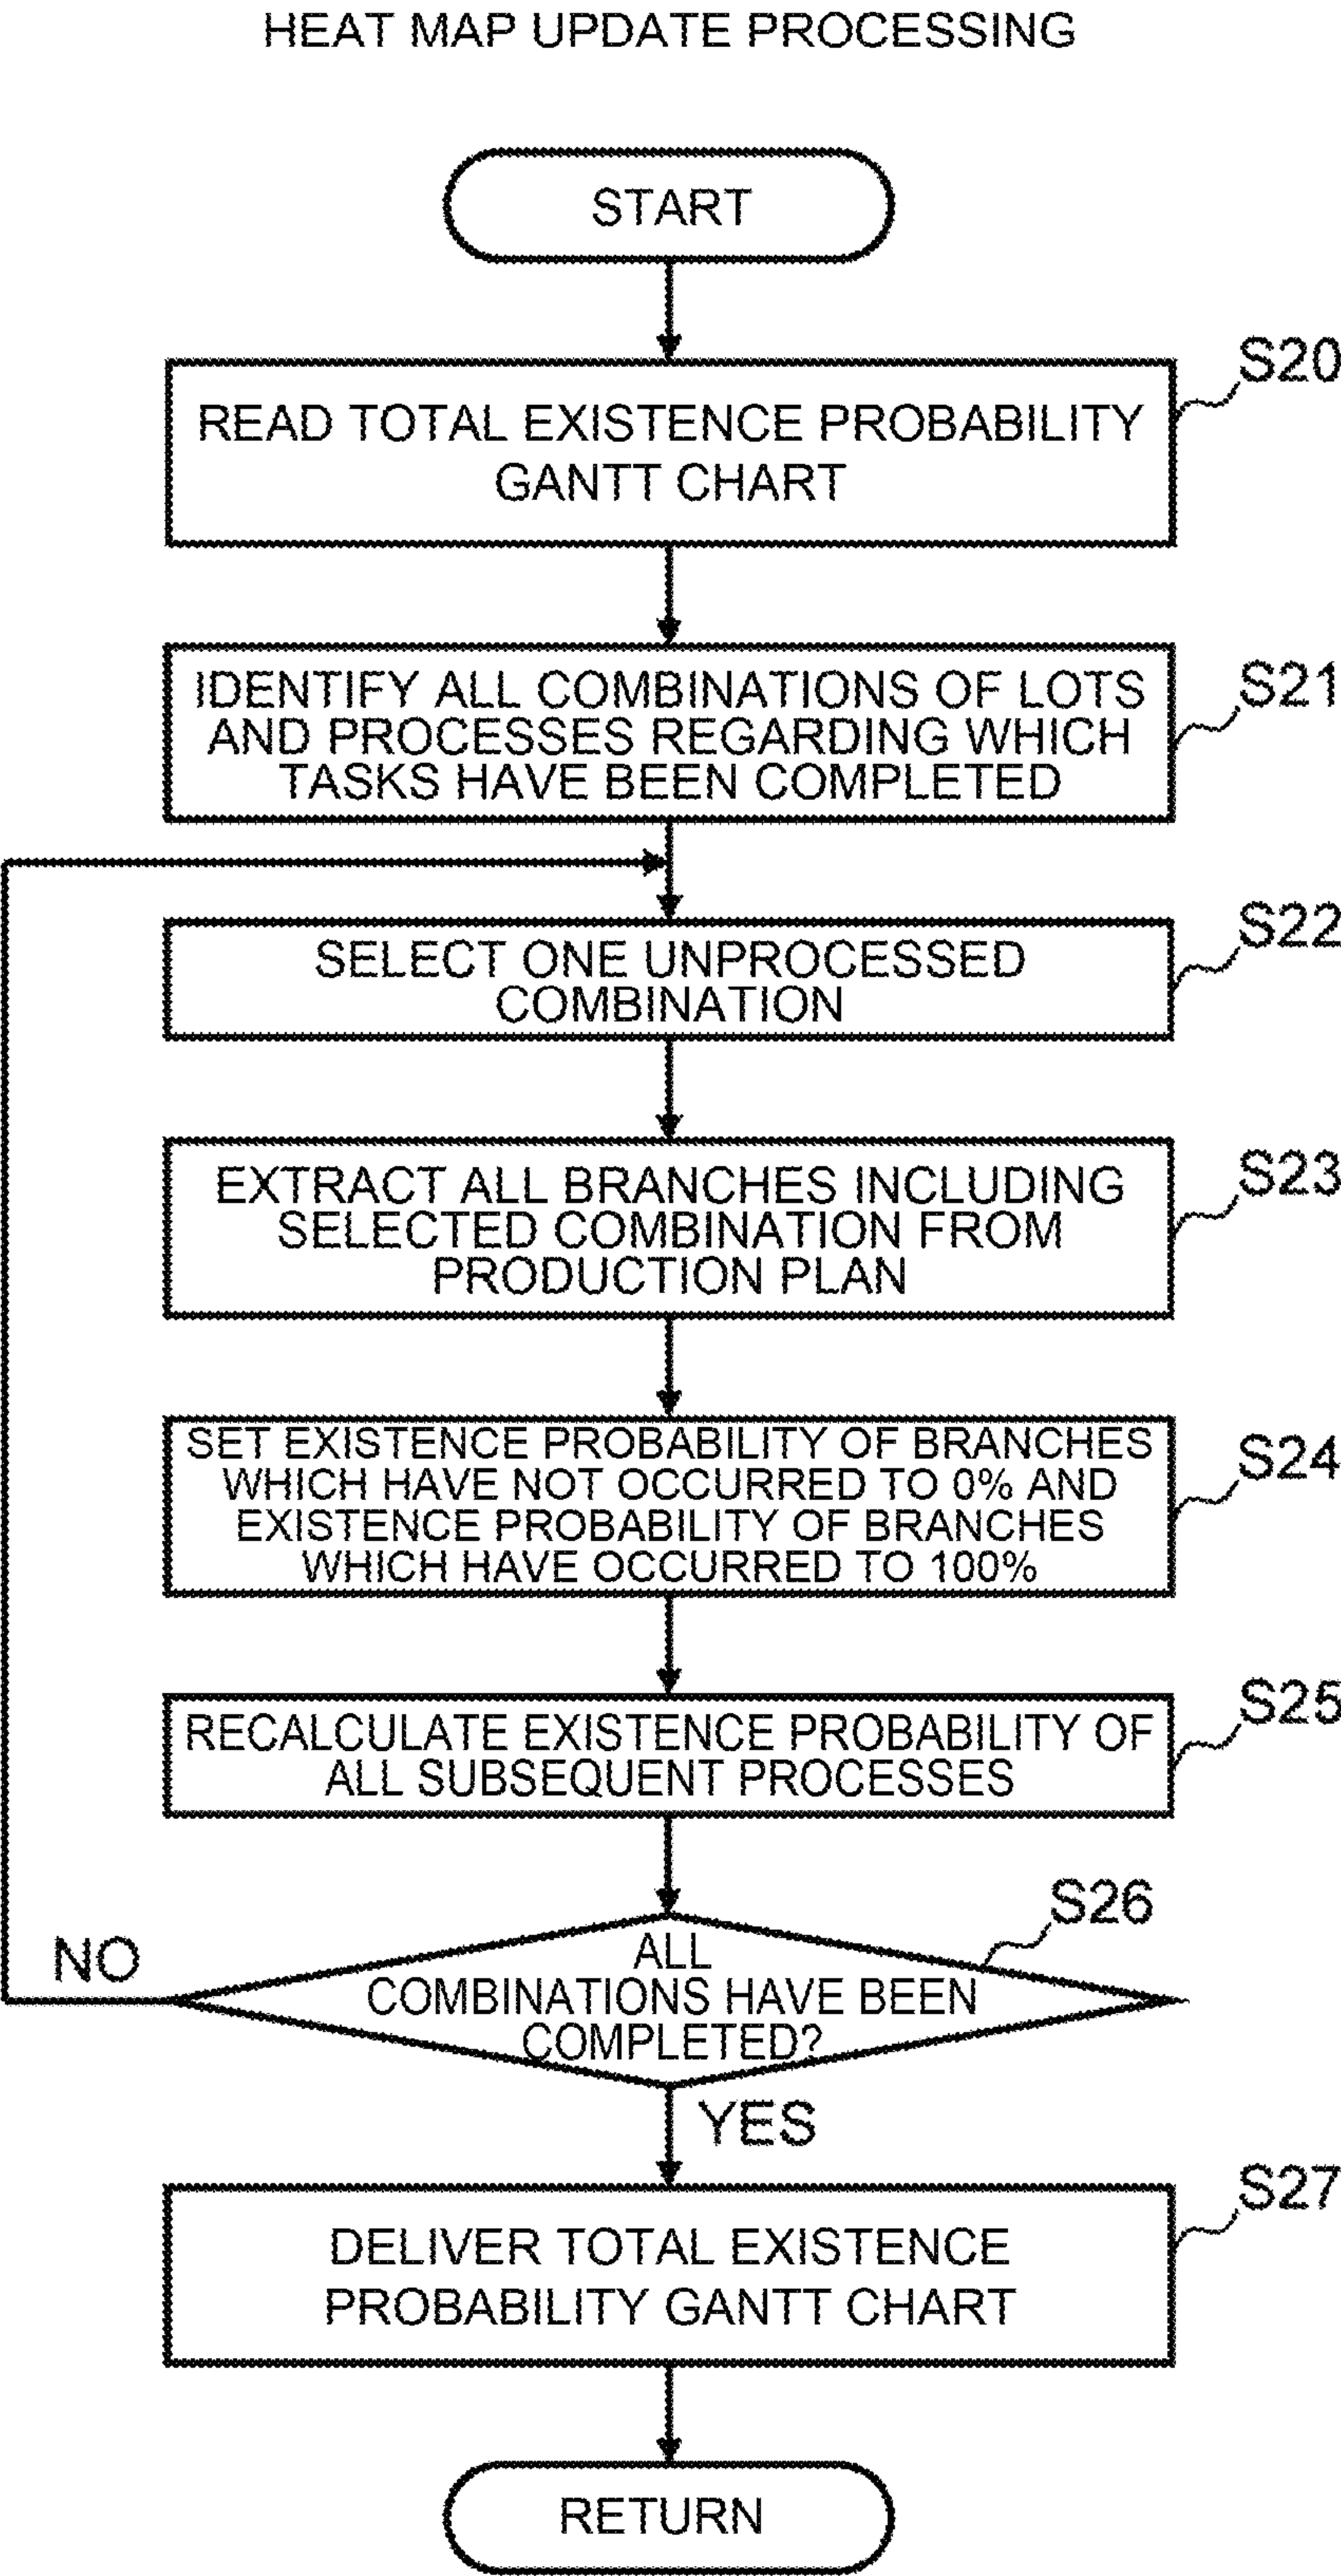 HEAT MAP UPDATE PROCESSING
START
S20
READ TOTAL EXISTENCE PROBABILITY
GANTT CHART
S21
IDENTIFY ALL COMBINATIONS OF LOTS
AND PROCESSES REGARDING WHICH
TASKS HAVE BEEN COMPLETED
S22
SELECT ONE UNPROCESSED
COMBINATION
S23
EXTRACT ALL BRANCHES INCLUDING
SELECTED COMBINATION FROM
PRODUCTION PLAN
S24
SET EXISTENCE PROBABILITY OF BRANCHES
WHICH HAVE NOT OCCURRED TO 0% AND
EXISTENCE PROBABILITY OF BRANCHES
WHICH HAVE OCCURRED TO 100%
S25
RECALCULATE EXISTENCE PROBABILITY OF
ALL SUBSEQUENT PROCESSES
S26
NO
ALL
COMBINATIONS HAVE BEEN
COMPLETED?
YES
S27
DELIVER TOTAL EXISTENCE
PROBABILITY GANTT CHART
RETURN